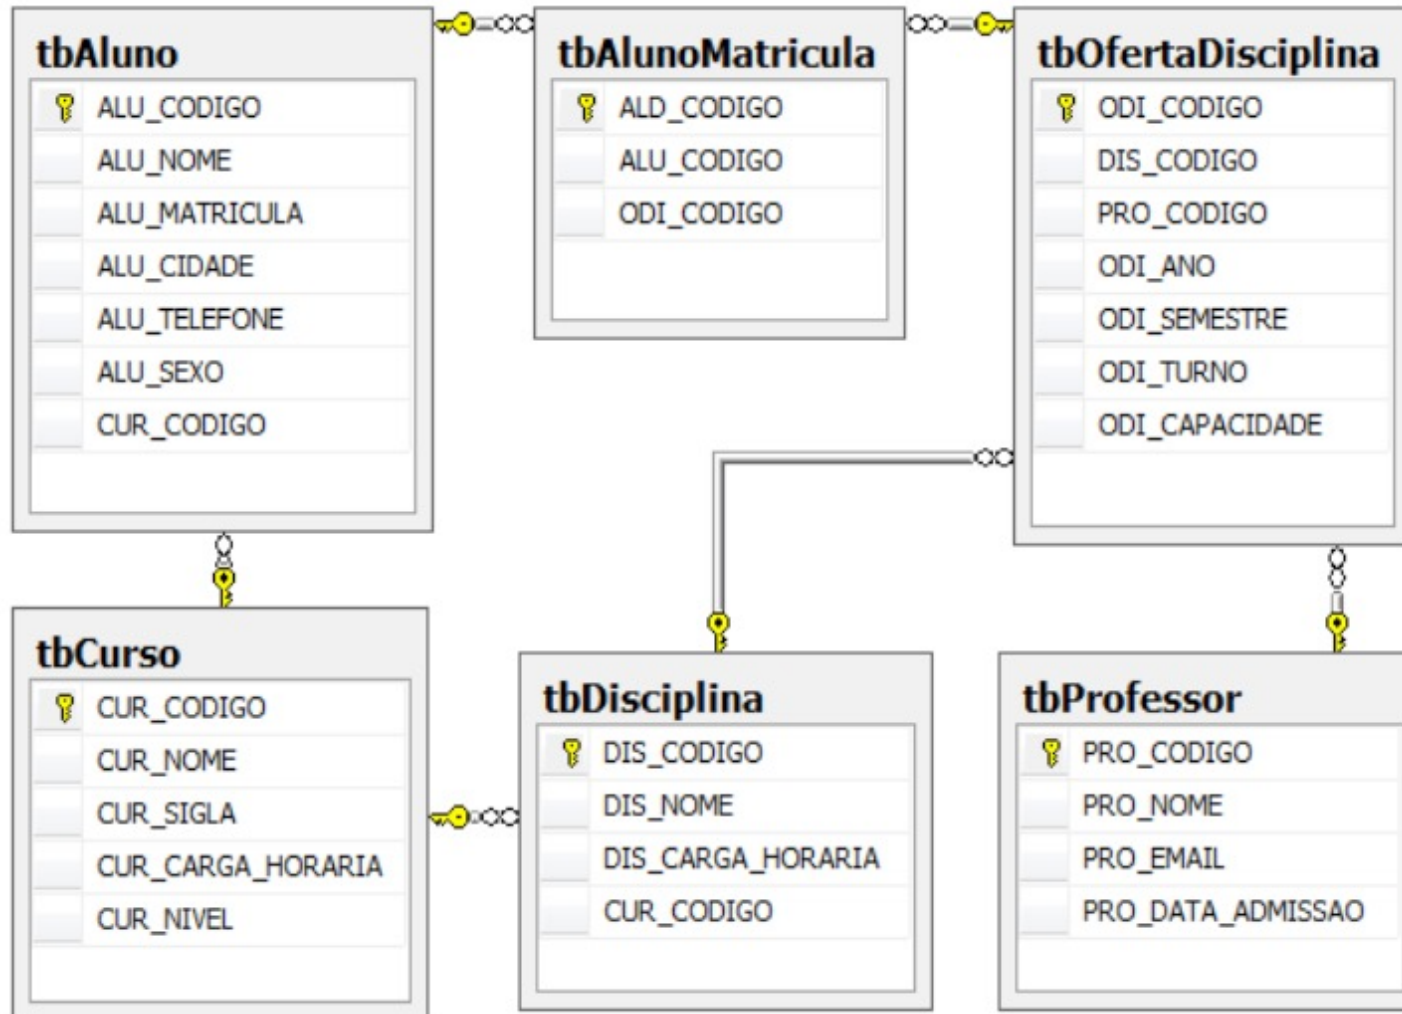 tbAluno
ALU_CODIGO
ALU_NOME
ALU_MATRICULA
ALU_CIDADE
ALU_TELEFONE
ALU_SEXO
CUR_CODIGO
tbAlunoMatricula
ALD_CODIGO
ALU_CODIGO
ODI_CODIGO
tbOfertaDisciplina
ODI_CODIGO
DIS_CODIGO
PRO_CODIGO
ODI_ANO
ODI_SEMESTRE
ODI_TURNO
ODI_CAPACIDADE
tbCurso
CUR_CODIGO
CUR_NOME
CUR_SIGLA
CUR_CARGA_HORARIA
CUR_NIVEL
tbDisciplina
DIS_CODIGO
DIS_NOME
DIS_CARGA_HORARIA
CUR_CODIGO
tbProfessor
PRO_CODIGO
PRO_NOME
PRO_EMAIL
PRO_DATA_ADMISSAO